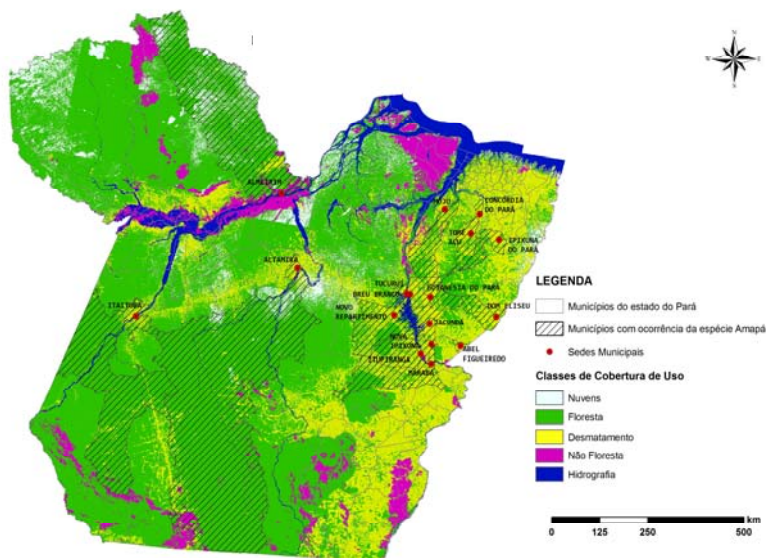 N
W
E
S
ALMEIRIM
MOJU
CONCÓRDIA
DO PARÁ
TOMÉ
AÇU
IPIXUNA
DO PARÁ
ALTAMIRA
TUCURUÍ
BREU BRANCO
GOIANÉSIA DO PARÁ
ITAITUBA
NOVO
REPARTIMENTO
DOM ELISEU
JACUNDÁ
NOVA
IPIXUNA
ABEL
FIGUEIREDO
ITUPIRANGA
MARABÁ
LEGENDA
Municípios do estado do Pará
Municípios com ocorrência da espécie Amapá
Sedes Municipais
Classes de Cobertura de Uso
Nuvens
Floresta
Desmatamento
Não Floresta
Hidrografia
km
0 125 250 500